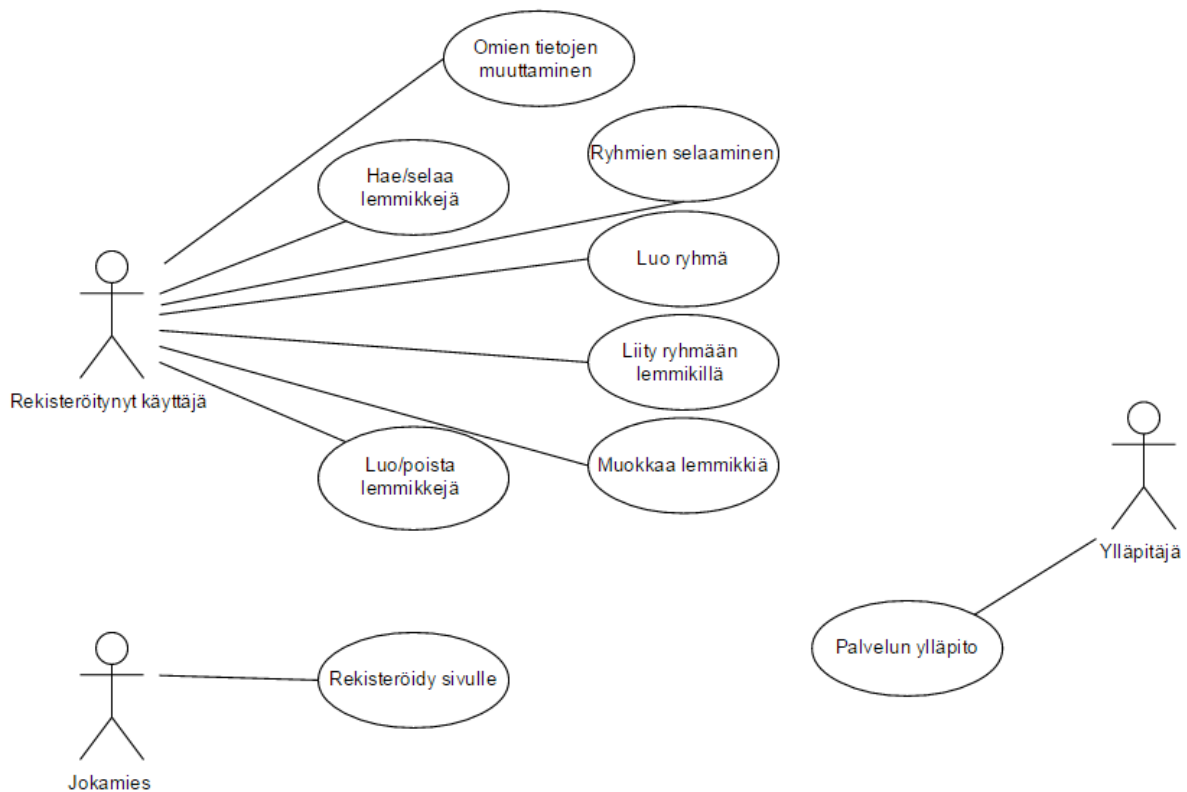 Omien tietojen
muuttaminen
Ryhmien selaaminen
Hae/selaa
lemmikkejä
Luo ryhmä
Liity ryhmään
lemmikillä
Rekisteröitynyt käyttäjä
Luo/poista
lemmikkejä
Muokkaa lemmikkiä
Ylläpitäjä
Palvelun ylläpito
Rekisteröidy sivulle
Jokamies